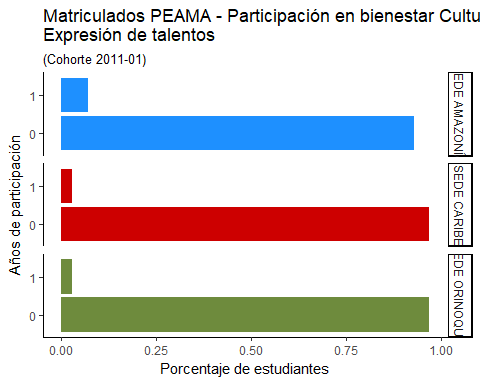 Matriculados PEAMA - Participación en bienestar Cultu
Expresión de talentos
(Cohorte 2011-01)
Años de participación
1
0
EDE AMAZONÍ
1
0
SEDE CARIBE
1
0
EDE ORINOQUI
0.00 0.25 0.50 0.75 1.00
Porcentaje de estudiantes